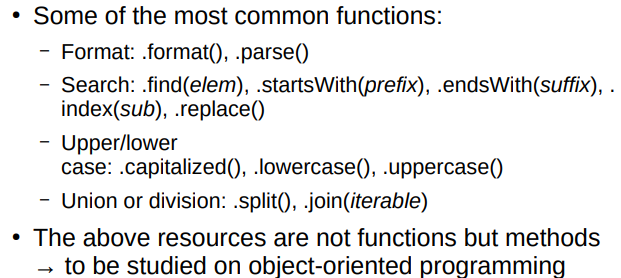 • Some of the most common functions:
– Format: .format(), .parse()
– Search: .find(elem), .startsWith(prefix), .endsWith(suffix), .
index(sub), .replace()
– Upper/lower
case: .capitalized(), .lowercase(), .uppercase()
– Union or division: .split(), .join(iterable)
• The above resources are not functions but methods
→ to be studied on object-oriented programming